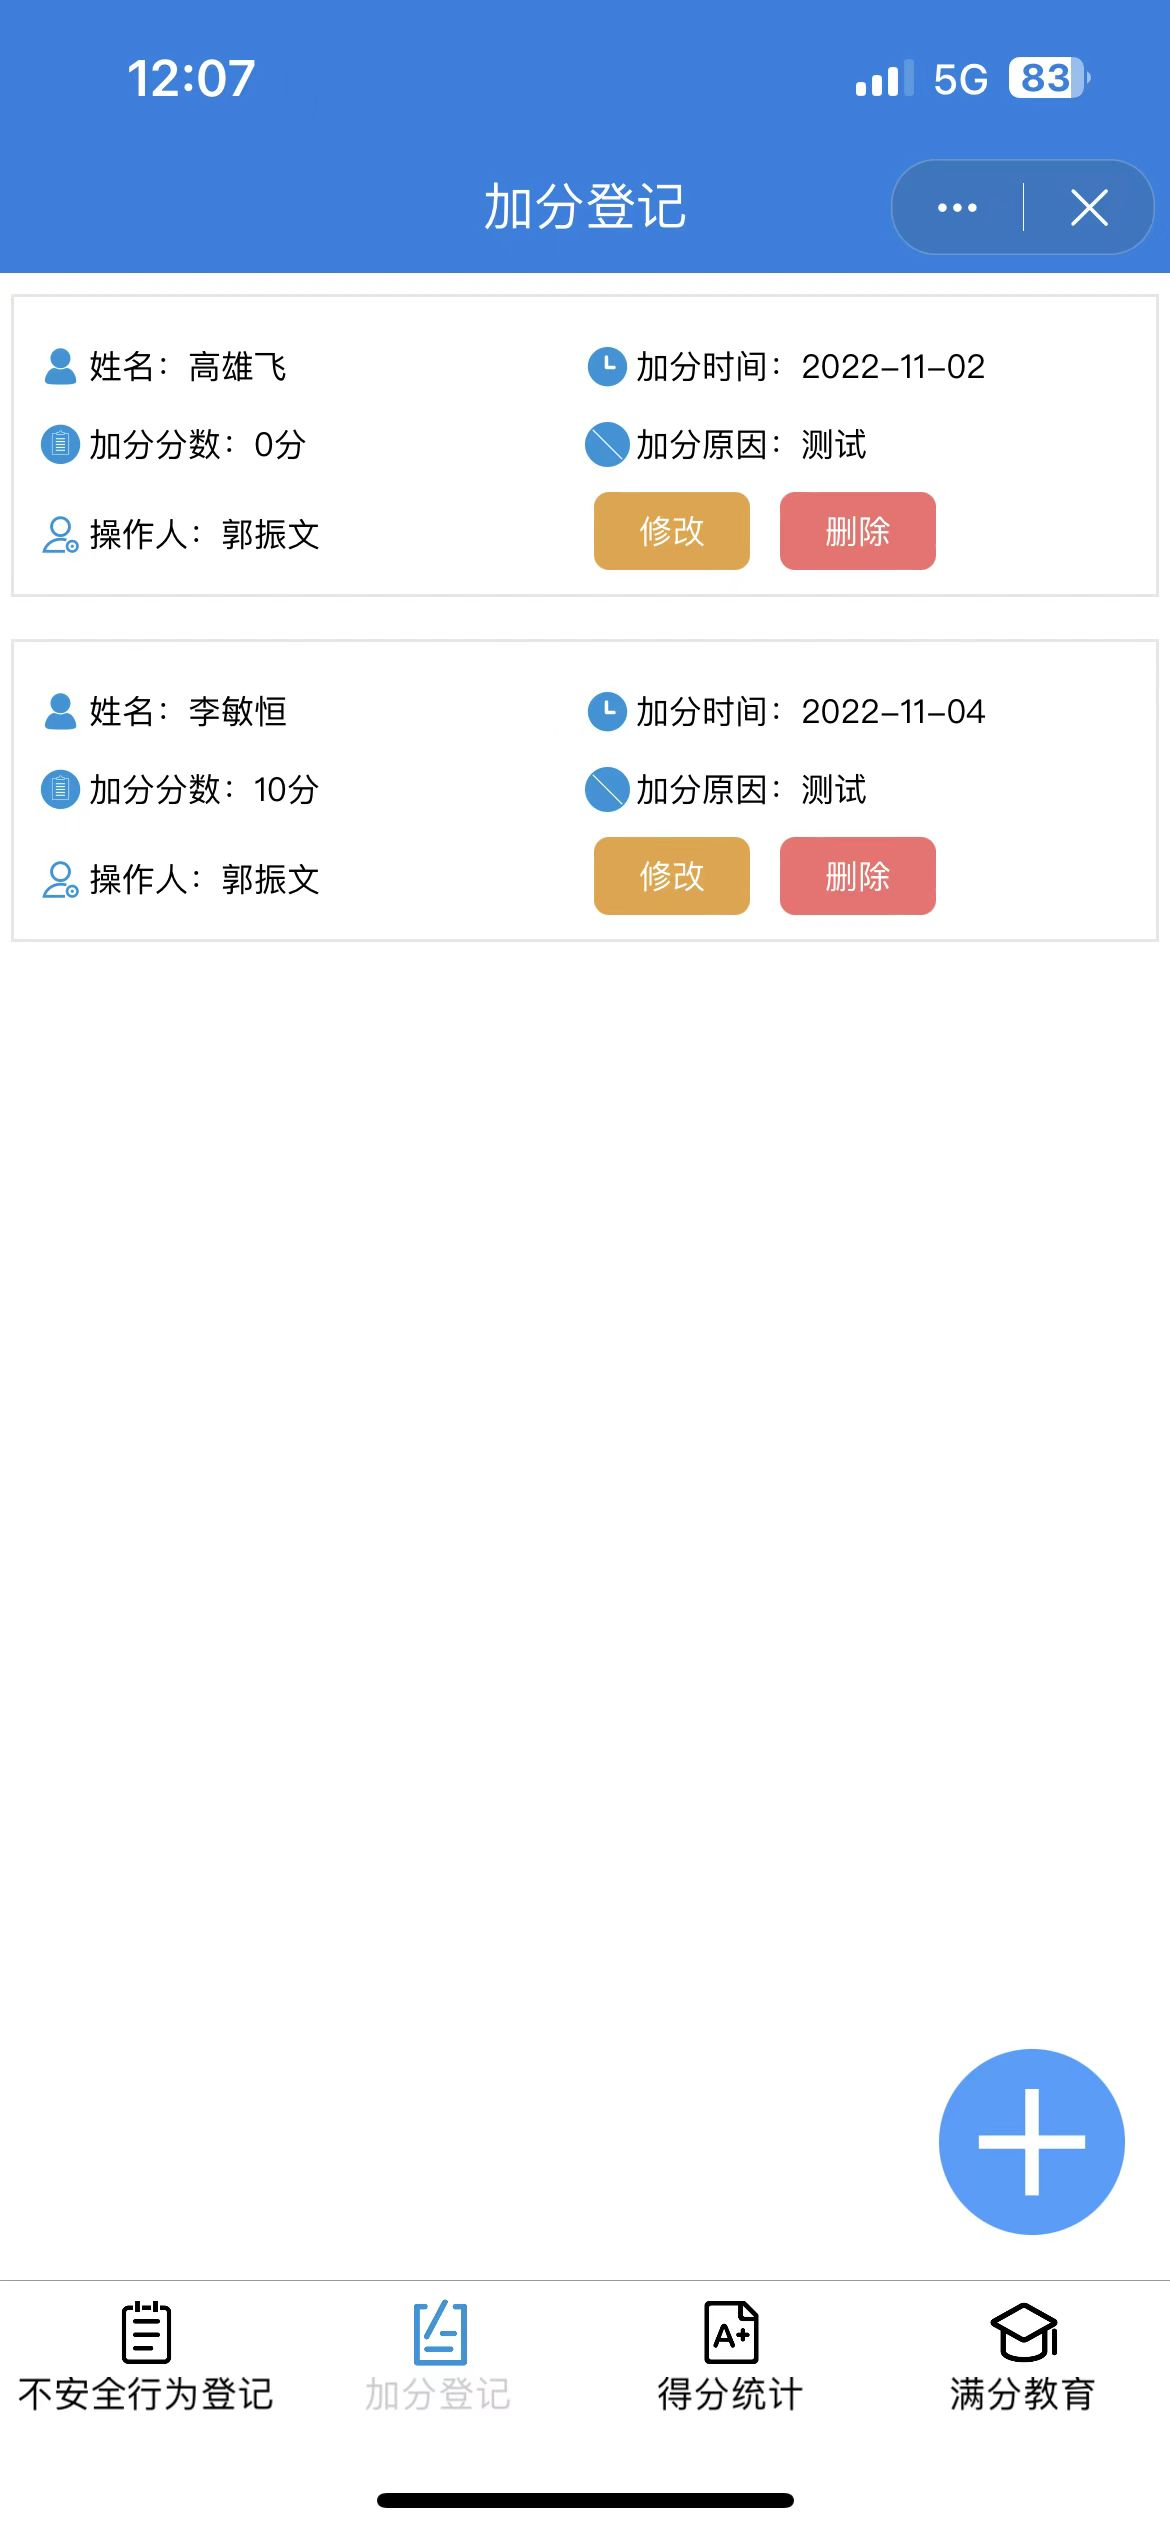 12:07 5G 83
加分登记
姓名：高雄飞 加分时间：2022-11-02
加分分数：0分 加分原因：测试
操作人：郭振文 修改 删除
姓名：李敏恒 加分时间：2022-11-04
加分分数：10分 加分原因：测试
操作人：郭振文 修改 删除
A+
不安全行为登记 加分登记 得分统计 满分教育